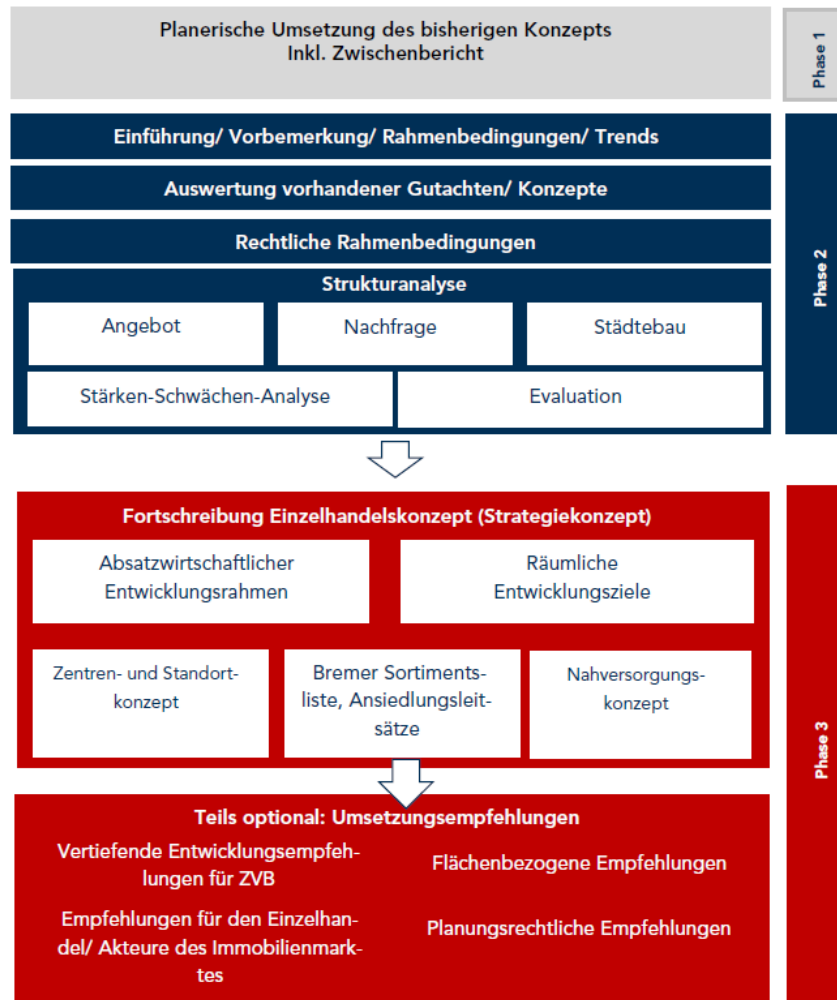 Planerische Umsetzung des bisherigen Konzepts
Inkl. Zwischenbericht
Phase 1
Einführung/ Vorbemerkung/ Rahmenbedingungen/ Trends
Auswertung vorhandener Gutachten/ Konzepte
Rechtliche Rahmenbedingungen
Strukturanalyse
Angebot
Nachfrage
Städtebau
Stärken-Schwächen-Analyse
Evaluation
Phase 2
Fortschreibung Einzelhandelskonzept (Strategiekonzept)
Absatzwirtschaftlicher
Entwicklungsrahmen
Räumliche
Entwicklungsziele
Zentren- und Standort-
konzept
Bremer Sortiments-
liste, Ansiedlungsleit-
sätze
Nahversorgungs-
konzept
Teils optional: Umsetzungsempfehlungen
Vertiefende Entwicklungsempfeh-
lungen für ZVB
Flächenbezogene Empfehlungen
Empfehlungen für den Einzelhan-
del/ Akteure des Immobilienmark-
tes
Planungsrechtliche Empfehlungen
Phase 3